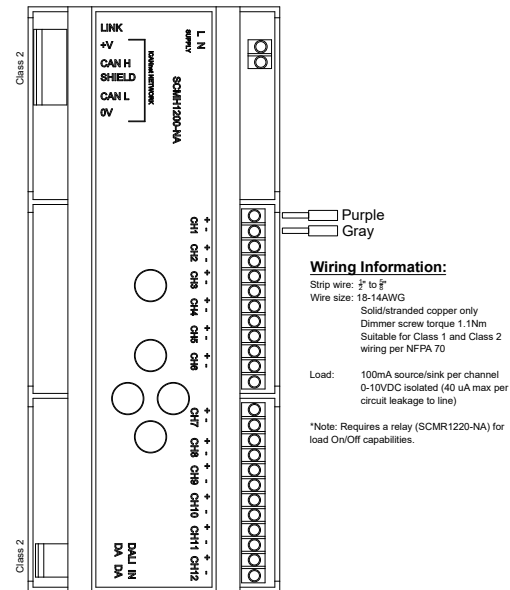 LINK
+V
CAN H
SHIELD
CAN L
0V
iCANnet NETWORK
L N
SUPPLY
SCMH1200-NA
Class 2
CH1 + -
CH2 + -
CH3 + -
CH4 + -
CH5 + -
CH6 + -
CH7 + -
CH8 + -
CH9 + -
CH10 + -
CH11 + -
CH12 + -
Purple
Gray
Wiring Information:
Strip wire: 1/2" to 5/8"
Wire size: 18-14AWG
Solid/stranded copper only
Dimmer screw torque 1.1Nm
Suitable for Class 1 and Class 2
wiring per NFPA 70
Load: 100mA source/sink per channel
0-10VDC isolated (40 uA max per
circuit leakage to line)
*Note: Requires a relay (SCMR1220-NA) for
load On/Off capabilities.
Class 2
DALI IN
DA DA